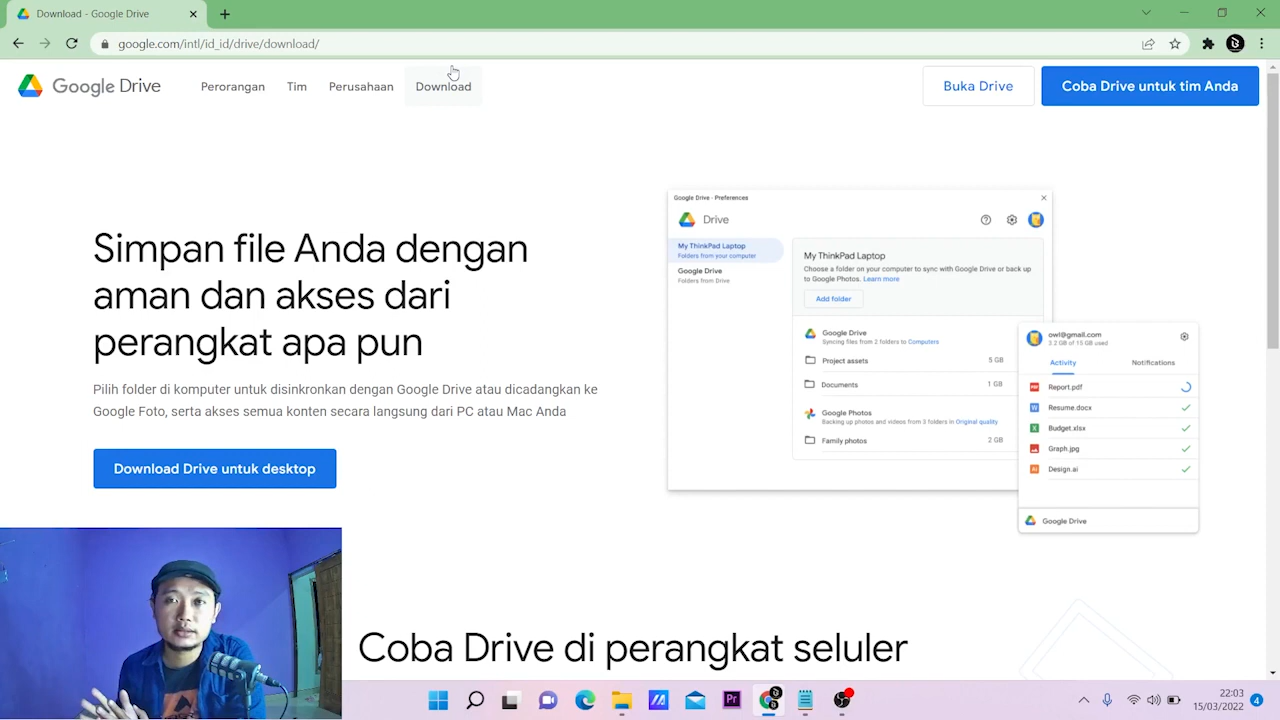 Download - Google Drive
google.com/intl/id_id/drive/download/
Google Drive
Perorangan
Tim
Perusahaan
Download
Buka Drive
Coba Drive untuk tim Anda
Simpan file Anda dengan
aman dan akses dari
perangkat apa pun
Pilih folder di komputer untuk disinkronkan dengan Google Drive atau dicadangkan ke
Google Foto, serta akses semua konten secara langsung dari PC atau Mac Anda
Download Drive untuk desktop
Google Drive - Preferences
Drive
My ThinkPad Laptop
Folders from your computer
Google Drive
Folders from Drive
My ThinkPad Laptop
Choose a folder on your computer to sync with Google Drive or back up
to Google Photos. Learn more
Add folder
Google Drive
Syncing files from 2 folders to Computers
Project assets
5 GB
Documents
1 GB
Google Photos
Backing up photos and videos from 3 folders in Original quality
Family photos
2 GB
owl@gmail.com
3.2 GB of 15 GB used
Activity
Notifications
PDF
Report.pdf
W
Resume.docx
X
Budget.xlsx
Graph.jpg
Ai
Design.ai
Google Drive
Coba Drive di perangkat seluler
Pr
22:03
15/03/2022
4